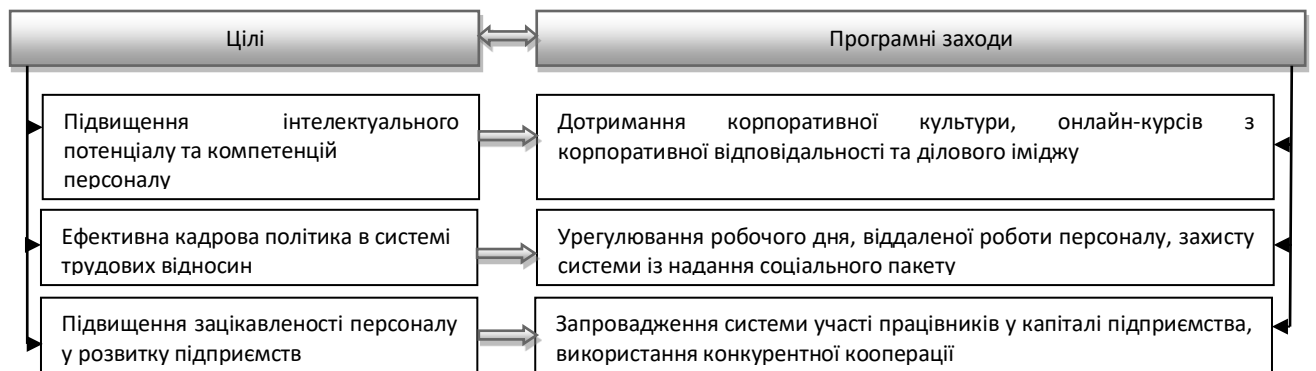 Цілі
Програмні заходи
Підвищення інтелектуального
потенціалу та компетенцій
персоналу
Дотримання корпоративної культури, онлайн-курсів з
корпоративної відповідальності та ділового іміджу
Ефективна кадрова політика в системі
трудових відносин
Урегулювання робочого дня, віддаленої роботи персоналу, захисту
системи із надання соціального пакету
Підвищення зацікавленості персоналу
у розвитку підприємств
Запровадження системи участі працівників у капіталі підприємства,
використання конкурентної кооперації